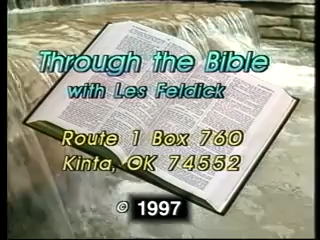 Through the Bible
with Les Feldick
Route 1 Box 760
Kinta, OK 74552
© 1997